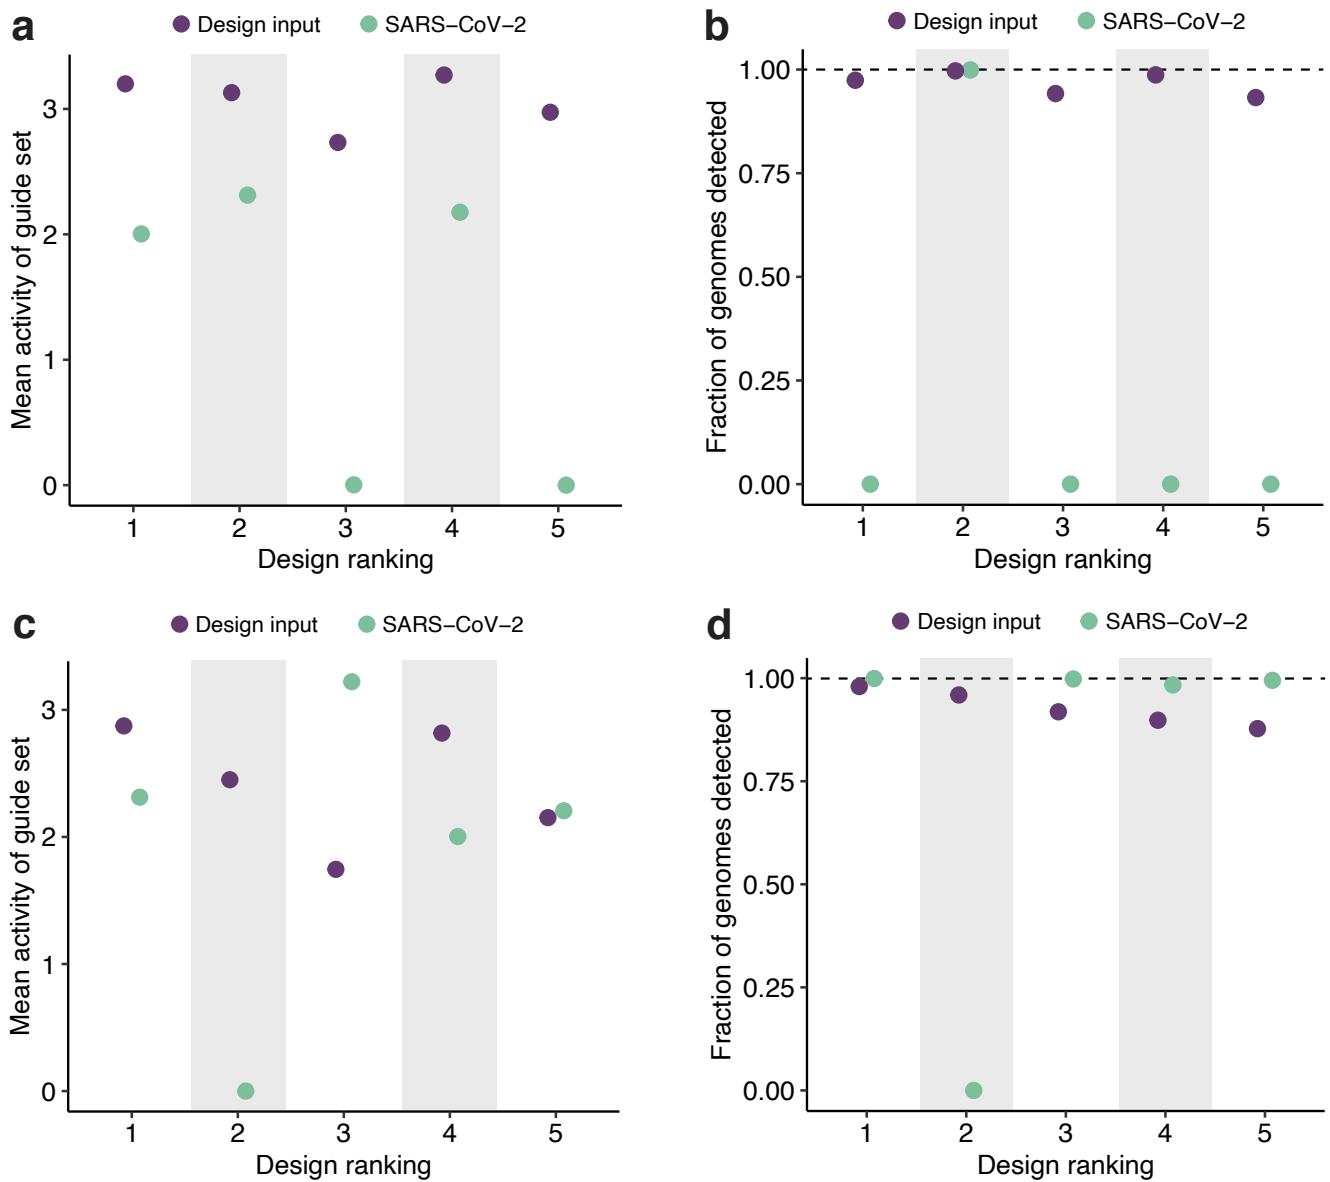 a
Design input
SARS−CoV−2
Mean activity of guide set
3
2
1
0
1 2 3 4 5
Design ranking
b
Design input
SARS−CoV−2
Fraction of genomes detected
1.00
0.75
0.50
0.25
0.00
1 2 3 4 5
Design ranking
c
Design input
SARS−CoV−2
Mean activity of guide set
3
2
1
0
1 2 3 4 5
Design ranking
d
Design input
SARS−CoV−2
Fraction of genomes detected
1.00
0.75
0.50
0.25
0.00
1 2 3 4 5
Design ranking